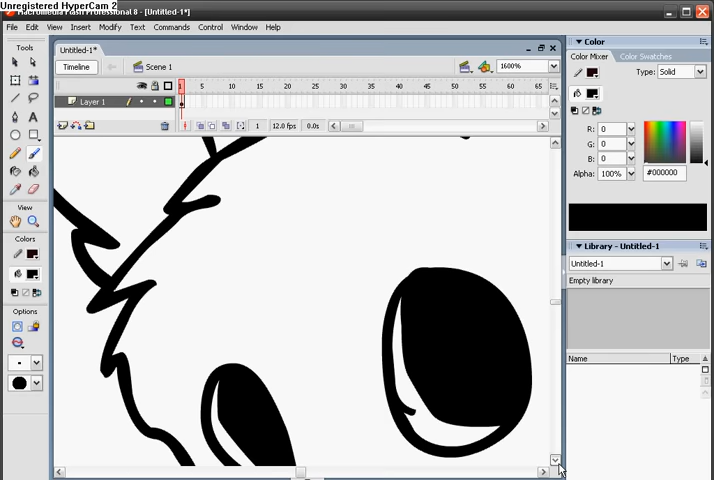 Unregistered HyperCam 2
Macromedia Flash Professional 8 - [Untitled-1*]
File Edit View Insert Modify Text Commands Control Window Help
Tools
View
Colors
Options
Untitled-1*
Timeline
Scene 1
1600%
1 5 10 15 20 25 30 35 40 45 50 55 60 65
Layer 1
1 12.0 fps 0.0s
Color
Color Mixer Color Swatches
Type: Solid
R: 0
G: 0
B: 0
Alpha: 100% #000000
Library - Untitled-1
Untitled-1
Empty library
Name Type